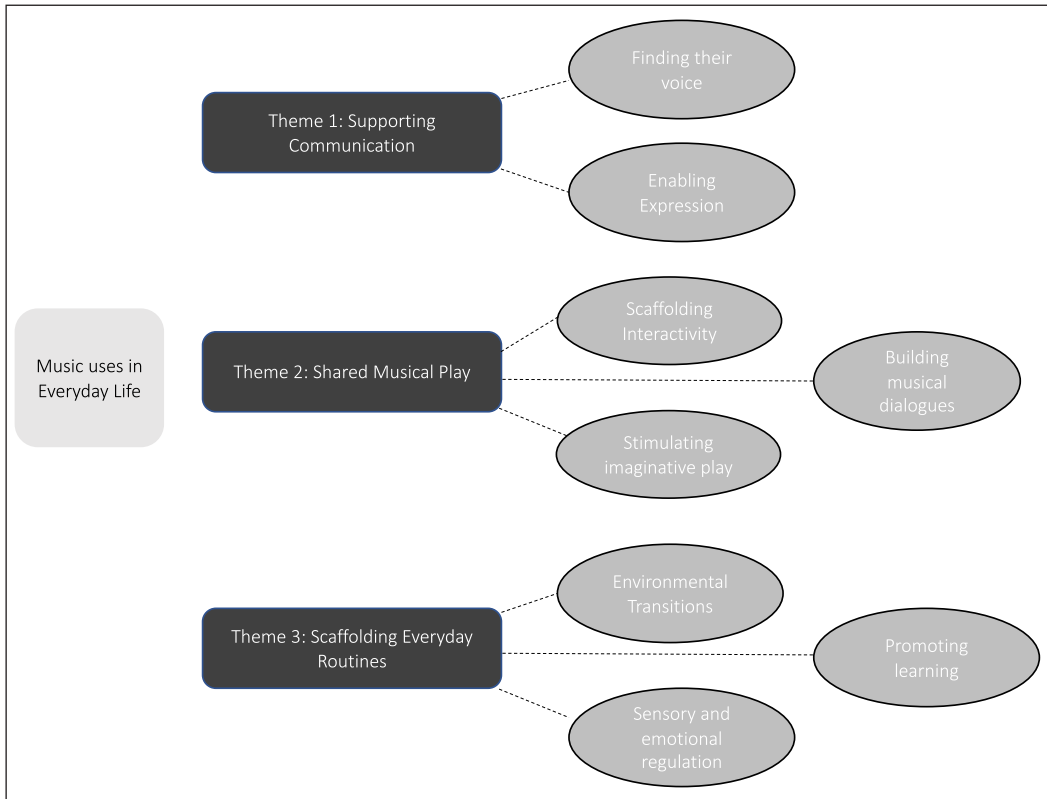 Finding their
voice
Theme 1: Supporting
Communication
Enabling
Expression
Music uses in
Everyday Life
Scaffolding
Interactivity
Theme 2: Shared Musical Play
Building
musical
dialogues
Stimulating
imaginative play
Environmental
Transitions
Theme 3: Scaffolding Everyday
Routines
Promoting
learning
Sensory and
emotional
regulation